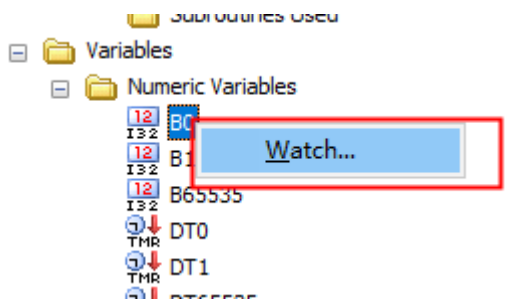 Subroutines Used
Variables
Numeric Variables
12
I32
B0
Watch...
12
I32
B1
12
I32
B65535
TMR
DT0
TMR
DT1
DT65535